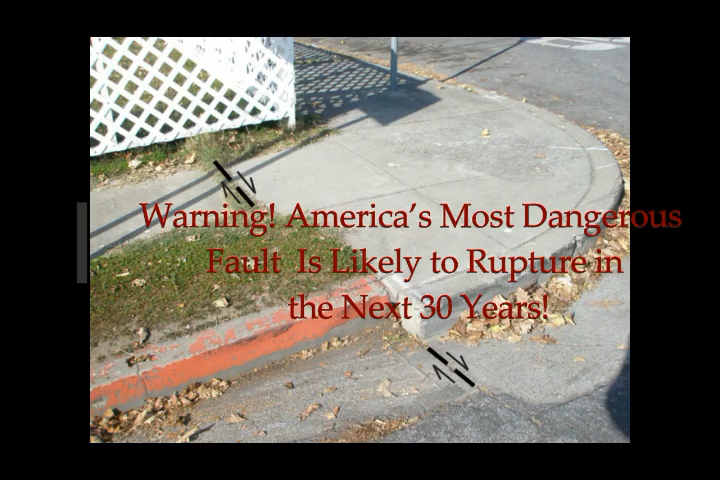 Warning! America's Most Dangerous
Fault Is Likely to Rupture in
the Next 30 Years!